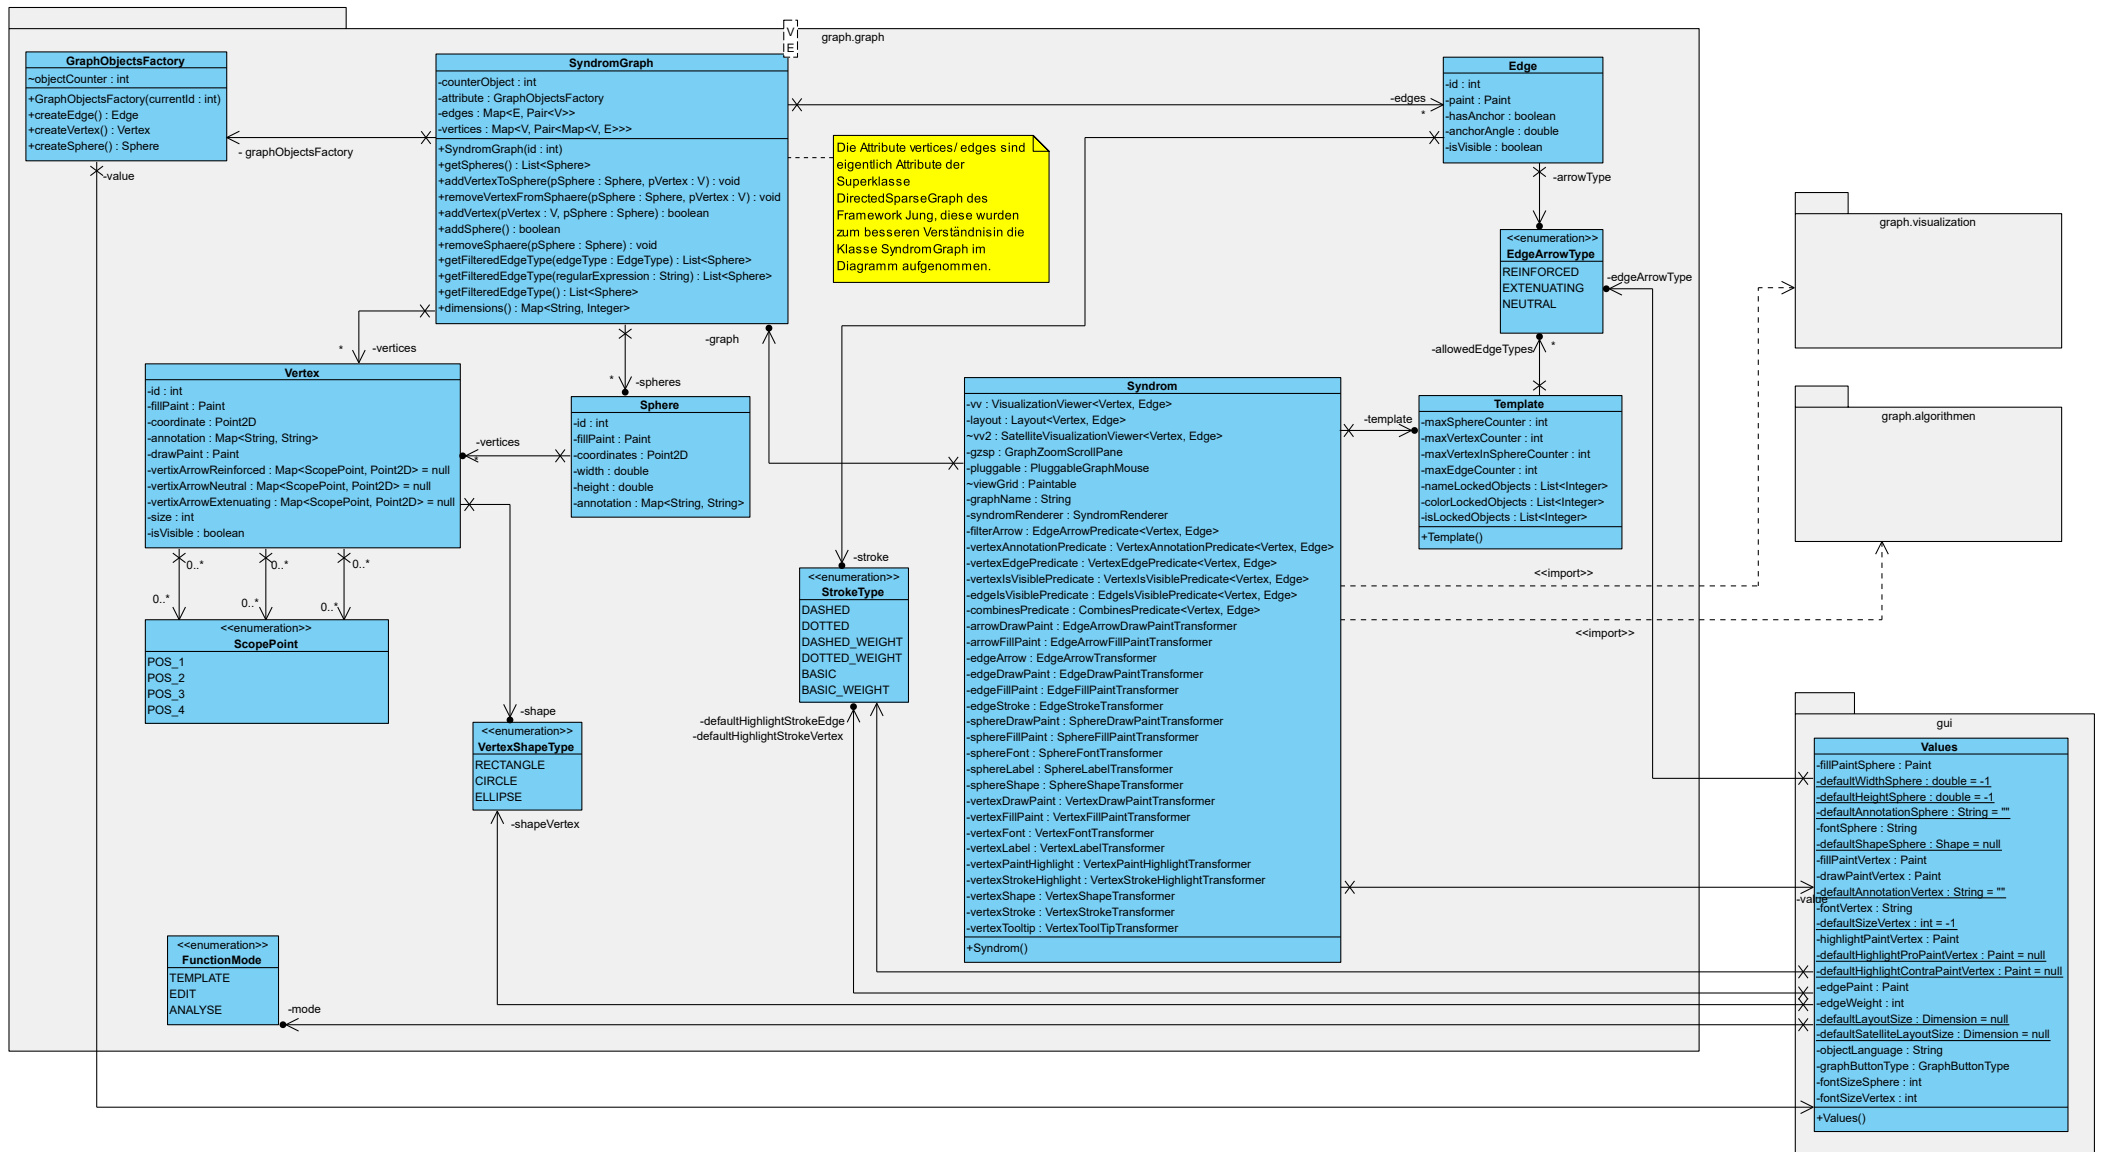 graph.graph
V
E
GraphObjectsFactory
~objectCounter : int
+GraphObjectsFactory(currentId : int)
+createEdge() : Edge
+createVertex() : Vertex
+createSphere() : Sphere
-value
- graphObjectsFactory
SyndromGraph
-counterObject : int
-attribute : GraphObjectsFactory
-edges : Map<E, Pair<V>>
-vertices : Map<V, Pair<Map<V, E>>>
+SyndromGraph(id : int)
+getSpheres() : List<Sphere>
+addVertexToSphere(pSphere : Sphere, pVertex : V) : void
+removeVertexFromSphaere(pSphere : Sphere, pVertex : V) : void
+addVertex(pVertex : V, pSphere : Sphere) : boolean
+addSphere() : boolean
+removeSphaere(pSphere : Sphere) : void
+getFilteredEdgeType(edgeType : EdgeType) : List<Sphere>
+getFilteredEdgeType(regularExpression : String) : List<Sphere>
+getFilteredEdgeType() : List<Sphere>
+dimensions() : Map<String, Integer>
Die Attribute vertices/ edges sind
eigentlich Attribute der
Superklasse
DirectedSparseGraph des
Framework Jung, diese wurden
zum besseren Verständnisin die
Klasse SyndromGraph im
Diagramm aufgenommen.
-edges
*
Edge
-id : int
-paint : Paint
-hasAnchor : boolean
-anchorAngle : double
-isVisible : boolean
-arrowType
<<enumeration>>
EdgeArrowType
REINFORCED
EXTENUATING
NEUTRAL
-edgeArrowType
-allowedEdgeTypes
*
graph.visualization
graph.algorithmen
-graph
*
-vertices
*
-spheres
Vertex
-id : int
-fillPaint : Paint
-coordinate : Point2D
-annotation : Map<String, String>
-drawPaint : Paint
-vertixArrowReinforced : Map<ScopePoint, Point2D> = null
-vertixArrowNeutral : Map<ScopePoint, Point2D> = null
-vertixArrowExtenuating : Map<ScopePoint, Point2D> = null
-size : int
-isVisible : boolean
-vertices
*
Sphere
-id : int
-fillPaint : Paint
-coordinates : Point2D
-width : double
-height : double
-annotation : Map<String, String>
0..*
0..*
0..*
0..*
0..*
0..*
<<enumeration>>
ScopePoint
POS_1
POS_2
POS_3
POS_4
-shape
<<enumeration>>
VertexShapeType
RECTANGLE
CIRCLE
ELLIPSE
-shapeVertex
-stroke
<<enumeration>>
StrokeType
DASHED
DOTTED
DASHED_WEIGHT
DOTTED_WEIGHT
BASIC
BASIC_WEIGHT
-defaultHighlightStrokeEdge
-defaultHighlightStrokeVertex
Syndrom
-vv : VisualizationViewer<Vertex, Edge>
-layout : Layout<Vertex, Edge>
~vv2 : SatelliteVisualizationViewer<Vertex, Edge>
-gzsp : GraphZoomScrollPane
-pluggable : PluggableGraphMouse
~viewGrid : Paintable
-graphName : String
-syndromRenderer : SyndromRenderer
-filterArrow : EdgeArrowPredicate<Vertex, Edge>
-vertexAnnotationPredicate : VertexAnnotationPredicate<Vertex, Edge>
-vertexEdgePredicate : VertexEdgePredicate<Vertex, Edge>
-vertexIsVisiblePredicate : VertexIsVisiblePredicate<Vertex, Edge>
-edgeIsVisiblePredicate : EdgeIsVisiblePredicate<Vertex, Edge>
-combinesPredicate : CombinesPredicate<Vertex, Edge>
-arrowDrawPaint : EdgeArrowDrawPaintTransformer
-arrowFillPaint : EdgeArrowFillPaintTransformer
-edgeArrow : EdgeArrowTransformer
-edgeDrawPaint : EdgeDrawPaintTransformer
-edgeFillPaint : EdgeFillPaintTransformer
-edgeStroke : EdgeStrokeTransformer
-sphereDrawPaint : SphereDrawPaintTransformer
-sphereFillPaint : SphereFillPaintTransformer
-sphereFont : SphereFontTransformer
-sphereLabel : SphereLabelTransformer
-sphereShape : SphereShapeTransformer
-vertexDrawPaint : VertexDrawPaintTransformer
-vertexFillPaint : VertexFillPaintTransformer
-vertexFont : VertexFontTransformer
-vertexLabel : VertexLabelTransformer
-vertexPaintHighlight : VertexPaintHighlightTransformer
-vertexStrokeHighlight : VertexStrokeHighlightTransformer
-vertexShape : VertexShapeTransformer
-vertexStroke : VertexStrokeTransformer
-vertexTooltip : VertexToolTipTransformer
+Syndrom()
-template
Template
-maxSphereCounter : int
-maxVertexCounter : int
-maxVertexInSphereCounter : int
-maxEdgeCounter : int
-nameLockedObjects : List<Integer>
-colorLockedObjects : List<Integer>
-isLockedObjects : List<Integer>
+Template()
<<import>>
<<import>>
<<enumeration>>
FunctionMode
TEMPLATE
EDIT
ANALYSE
-mode
gui
Values
-fillPaintSphere : Paint
-defaultWidthSphere : double = -1
-defaultHeightSphere : double = -1
-defaultAnnotationSphere : String = ""
-fontSphere : String
-defaultShapeSphere : Shape = null
-fillPaintVertex : Paint
-drawPaintVertex : Paint
-defaultAnnotationVertex : String = ""
-value
-fontVertex : String
-defaultSizeVertex : int = -1
-highlightPaintVertex : Paint
-defaultHighlightProPaintVertex : Paint = null
-defaultHighlightContraPaintVertex : Paint = null
-edgePaint : Paint
-edgeWeight : int
-defaultLayoutSize : Dimension = null
-defaultSatelliteLayoutSize : Dimension = null
-objectLanguage : String
-graphButtonType : GraphButtonType
-fontSizeSphere : int
-fontSizeVertex : int
+Values()